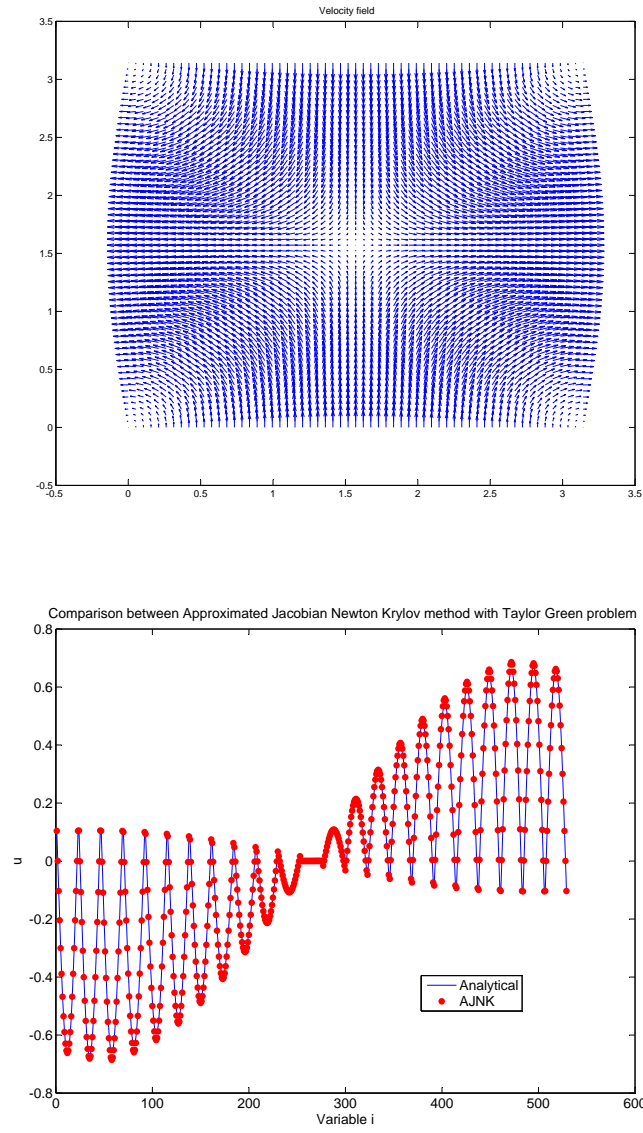 Velocity field
3.5
3
2.5
2
1.5
1
0.5
0
-0.5
-0.5 0 0.5 1 1.5 2 2.5 3 3.5
Comparison between Approximated Jacobian Newton Krylov method with Taylor Green problem
0.8
0.6
0.4
0.2
0
-0.2
-0.4
-0.6
-0.8
u
Analytical
AJNK
0 100 200 300 400 500 600
Variable i